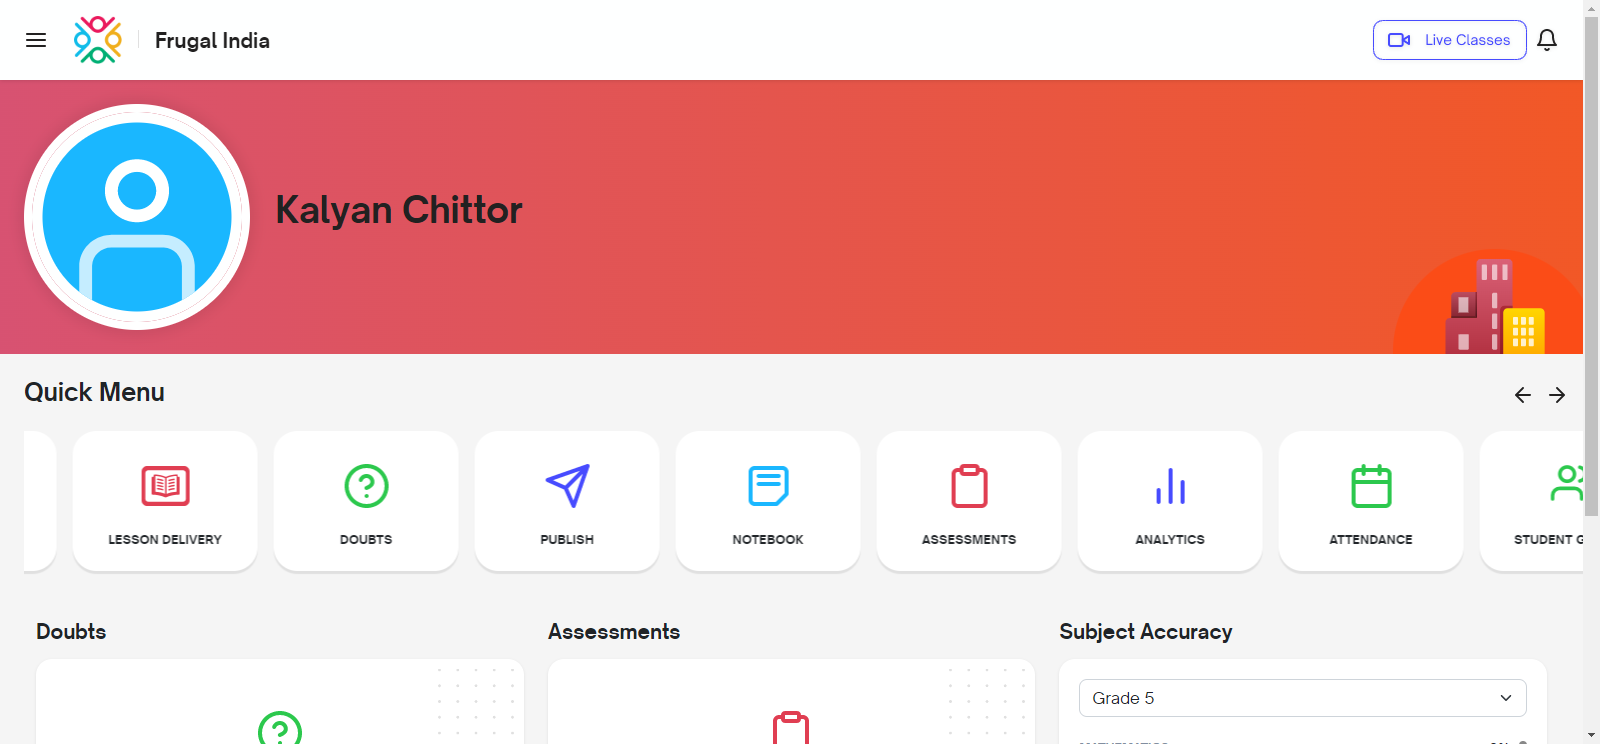 Frugal India
Live Classes
Kalyan Chittor
Quick Menu
LESSON DELIVERY
DOUBTS
PUBLISH
NOTEBOOK
ASSESSMENTS
ANALYTICS
ATTENDANCE
STUDENT
Doubts
Assessments
Subject Accuracy
Grade 5